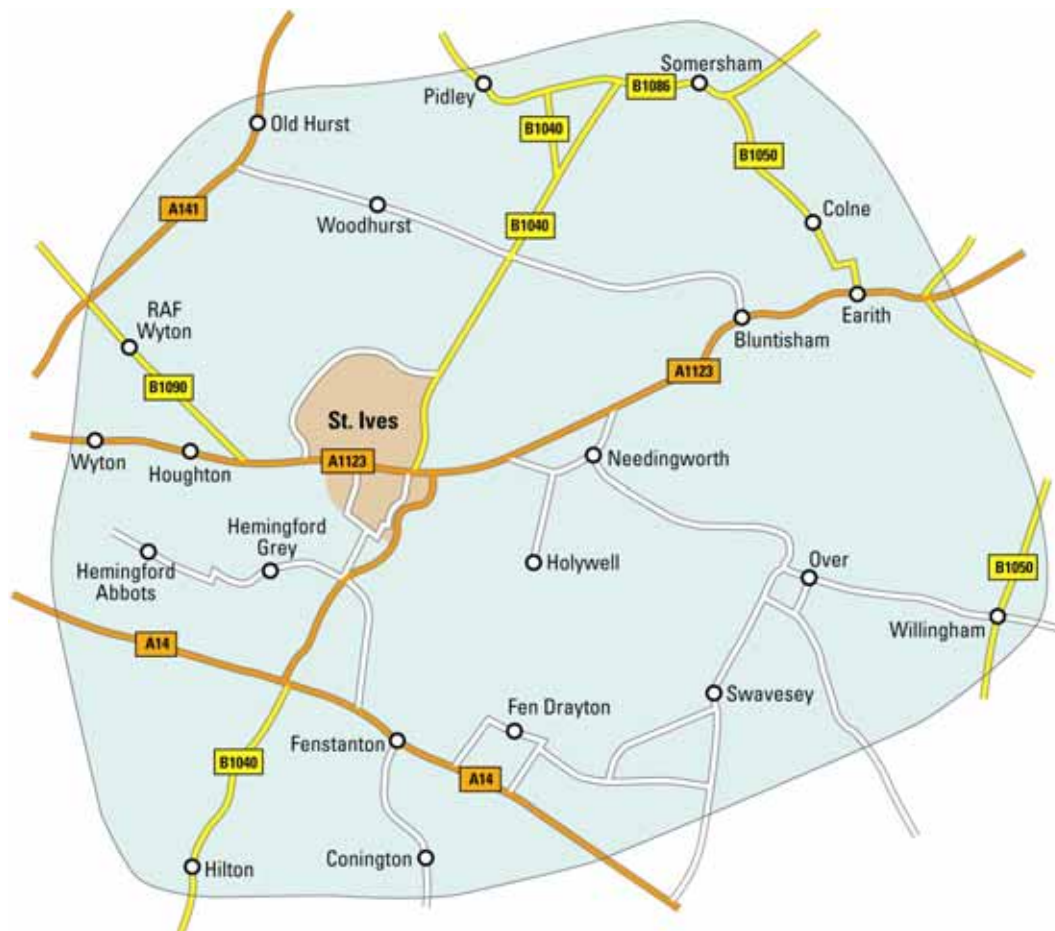 Somersham
B1086
Pidley
Old Hurst
B1040
B1050
A141
Woodhurst
B1040
Colne
RAF
Wyton
Earith
Bluntisham
A1123
B1090
St. Ives
A1123
Wyton
Houghton
Needingworth
Hemingford
Grey
Hemingford
Abbots
Holywell
Over
B1050
Willingham
A14
Swavesey
Fen Drayton
Fenstanton
B1040
A14
Conington
Hilton